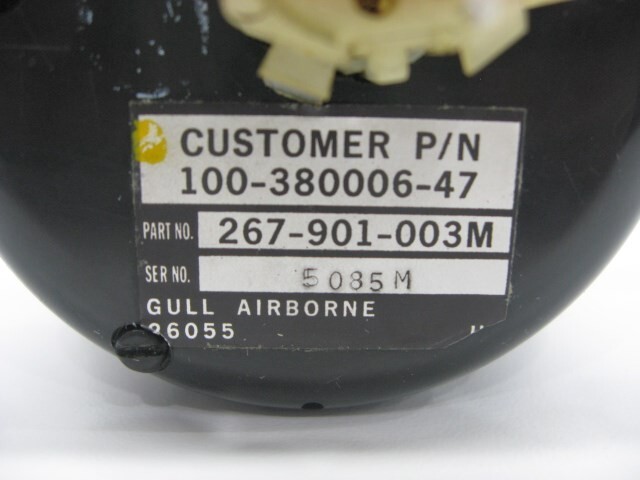 CUSTOMER P/N
100-380006-47
PART NO. 267-901-003M
SER NO. 5085M
GULL AIRBORNE
26055